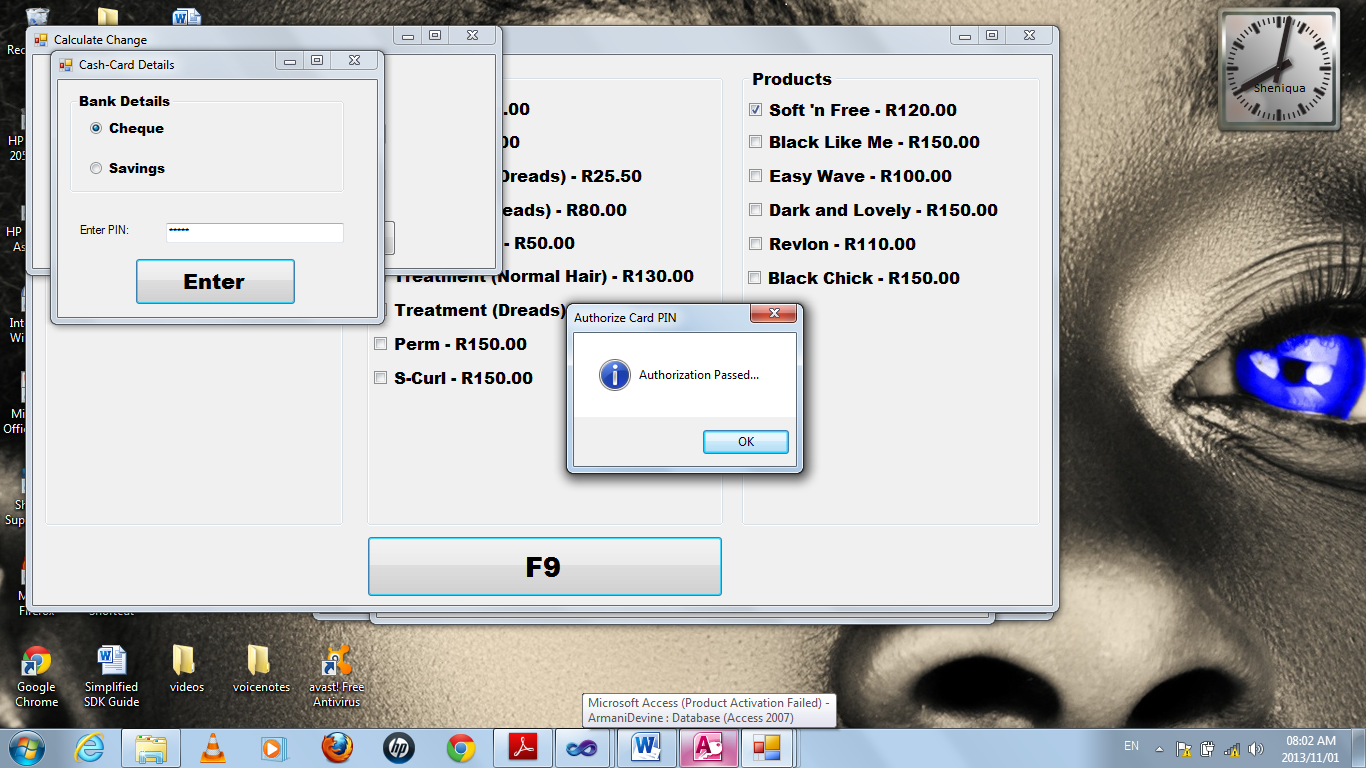 Calculate Change
Cash-Card Details
Bank Details
Cheque
Savings
Enter PIN:
*****
Enter
.00
Dreads) - R25.50
eads) - R80.00
- R50.00
Treatment (Normal Hair) - R130.00
Treatment (Dreads)
Perm - R150.00
S-Curl - R150.00
Products
Soft 'n Free - R120.00
Black Like Me - R150.00
Easy Wave - R100.00
Dark and Lovely - R150.00
Revlon - R110.00
Black Chick - R150.00
Authorize Card PIN
Authorization Passed...
OK
F9
Sheniqua
HP
HP
Google
Chrome
Simplified
SDK Guide
videos
voicenotes
avast! Free
Antivirus
Microsoft Access (Product Activation Failed) -
ArmaniDevine : Database (Access 2007)
hp
EN
08:02 AM
2013/11/01